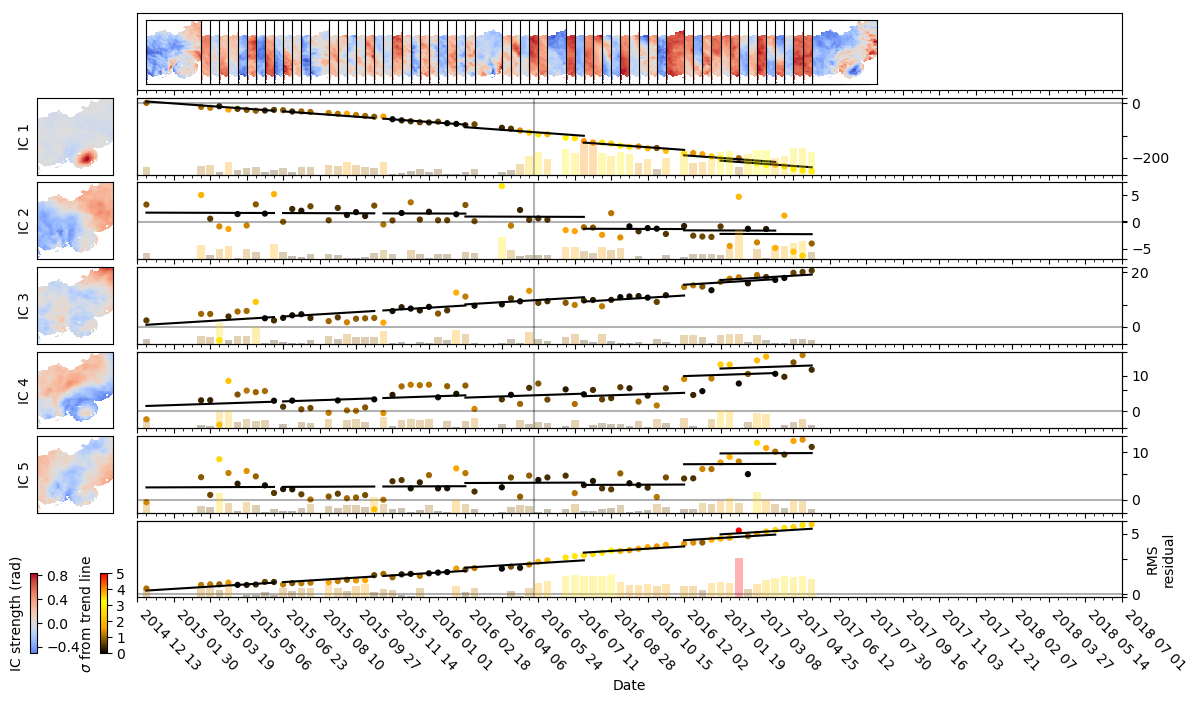 IC 1
0
−200
IC 2
5
0
−5
IC 3
20
0
IC 4
10
0
IC 5
10
0
RMS
residual
5
0
IC strength (rad)
0.8
0.4
0.0
−0.4
σ from trend line
5
4
3
2
1
0
2014 12 13
2015 01 30
2015 03 19
2015 05 06
2015 06 23
2015 08 10
2015 09 27
2015 11 14
2016 01 01
2016 02 18
2016 04 06
2016 05 24
2016 07 11
2016 08 28
2016 10 15
2016 12 02
2017 01 19
2017 03 08
2017 04 25
2017 06 12
2017 07 30
2017 09 16
2017 11 03
2017 12 21
2018 02 07
2018 03 27
2018 05 14
2018 07 01
Date